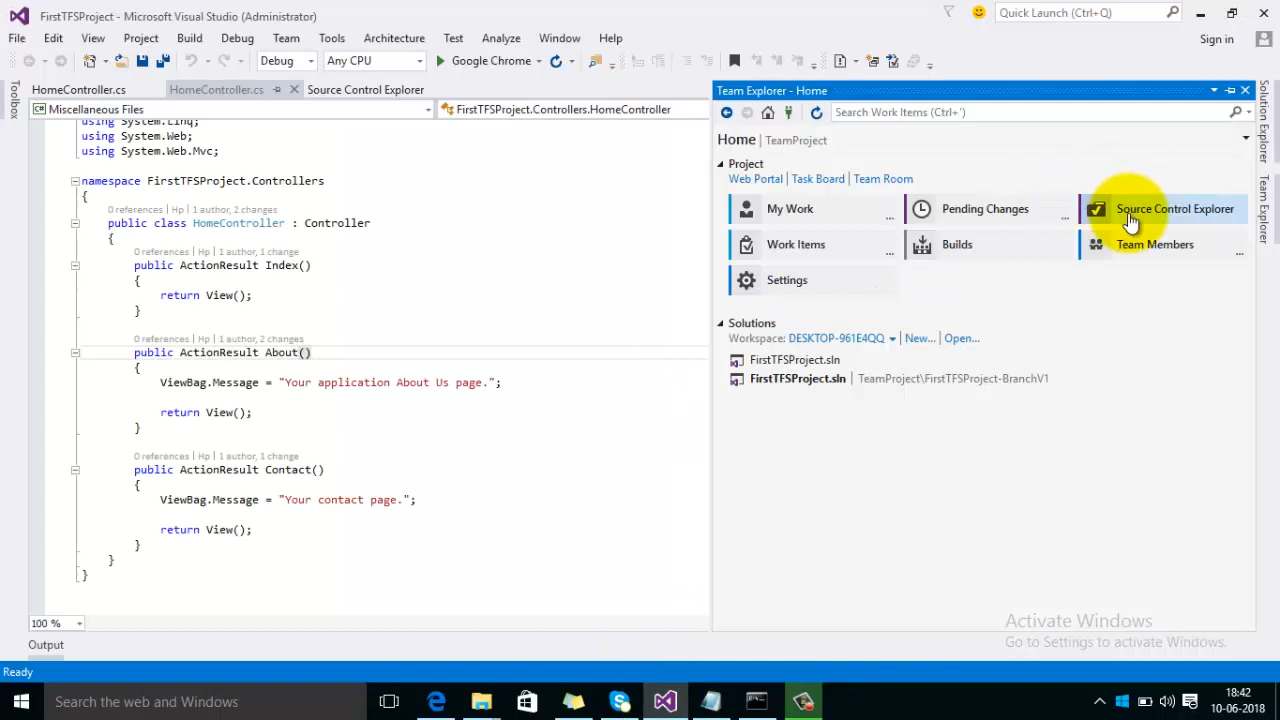 FirstTFSProject - Microsoft Visual Studio (Administrator)
Quick Launch (Ctrl+Q)
File Edit View Project Build Debug Team Tools Architecture Test Analyze Window Help
Sign in
Debug Any CPU Google Chrome
HomeController.cs HomeController.cs Source Control Explorer
Miscellaneous Files FirstTFSProject.Controllers.HomeController
Toolbox
using System.Linq;
using System.Web;
using System.Web.Mvc;
namespace FirstTFSProject.Controllers
{
0 references | Hp | 1 author, 2 changes
public class HomeController : Controller
{
0 references | Hp | 1 author, 1 change
public ActionResult Index()
{
return View();
}
0 references | Hp | 1 author, 2 changes
public ActionResult About()
{
ViewBag.Message = "Your application About Us page.";
return View();
}
0 references | Hp | 1 author, 1 change
public ActionResult Contact()
{
ViewBag.Message = "Your contact page.";
return View();
}
}
}
100 %
Output
Ready
Team Explorer - Home
Search Work Items (Ctrl+')
Home | TeamProject
Project
Web Portal | Task Board | Team Room
My Work ... Pending Changes ... Source Control Explorer
Work Items ... Builds Team Members ...
Settings
Solutions
Workspace: DESKTOP-961E4QQ New... Open...
FirstTFSProject.sln
FirstTFSProject.sln | TeamProject\FirstTFSProject-BranchV1
Solution Explorer
Team Explorer
Activate Windows
Go to Settings to activate Windows.
Search the web and Windows
18:42
10-06-2018